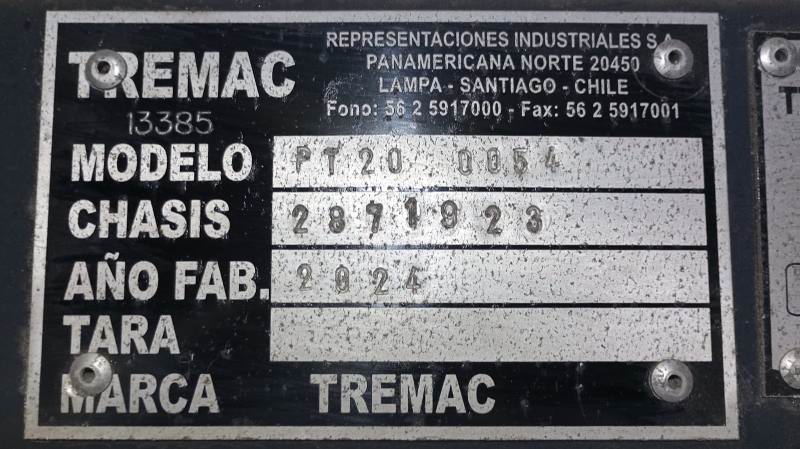 TREMAC
REPRESENTACIONES INDUSTRIALES S.A.
PANAMERICANA NORTE 20450
LAMPA - SANTIAGO - CHILE
Fono: 56 2 5917000 - Fax: 56 2 5917001
13385
MODELO PT20 0054
CHASIS 2871923
AÑO FAB. 2024
TARA
MARCA TREMAC